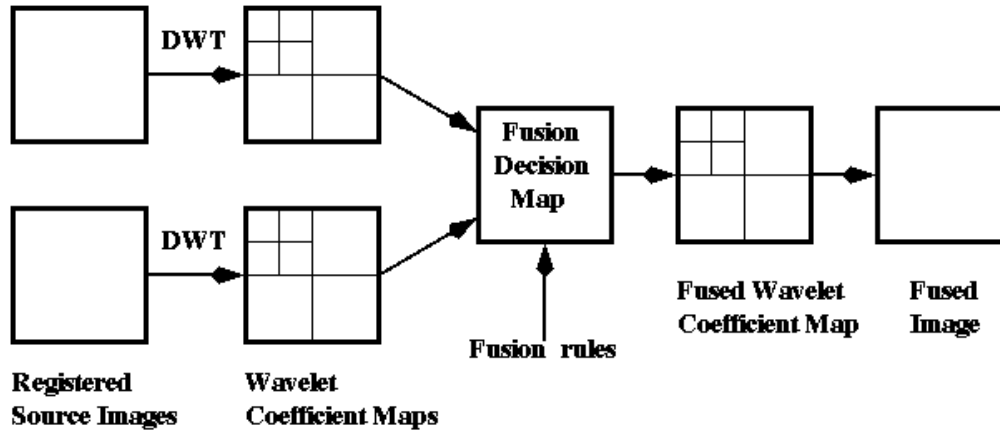 DWT
Fusion
Decision
Map
DWT
Fused Wavelet
Coefficient Map
Fused
Image
Fusion rules
Registered
Source Images
Wavelet
Coefficient Maps